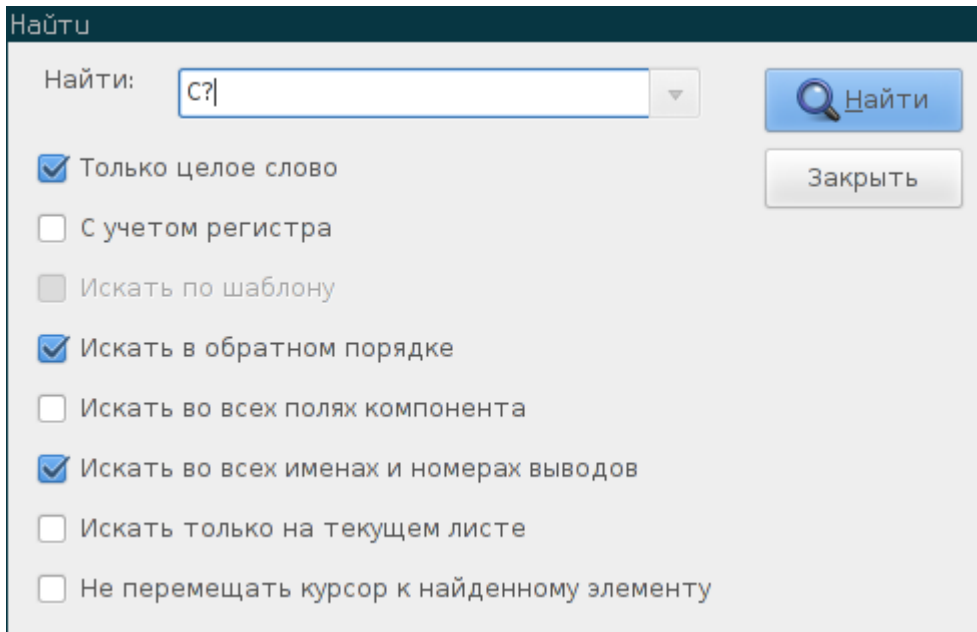 Найти
Найти:
C?
Найти
Только целое слово
Закрыть
С учетом регистра
Искать по шаблону
Искать в обратном порядке
Искать во всех полях компонента
Искать во всех именах и номерах выводов
Искать только на текущем листе
Не перемещать курсор к найденному элементу